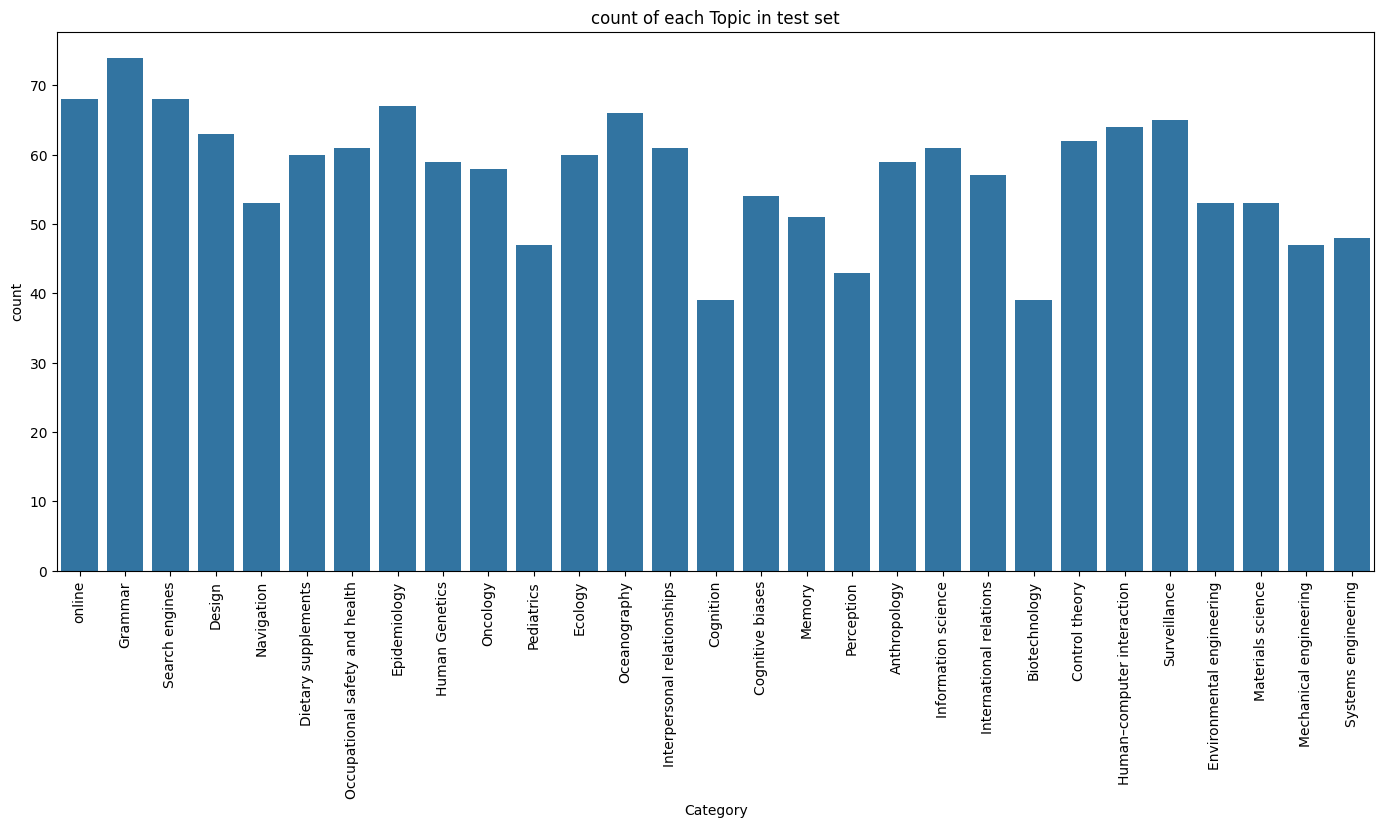 count of each Topic in test set
count
70
60
50
40
30
20
10
0
online
Grammar
Search engines
Design
Navigation
Dietary supplements
Occupational safety and health
Epidemiology
Human Genetics
Oncology
Pediatrics
Ecology
Oceanography
Interpersonal relationships
Cognition
Cognitive biases
Memory
Perception
Anthropology
Information science
International relations
Biotechnology
Control theory
Human–computer interaction
Surveillance
Environmental engineering
Materials science
Mechanical engineering
Systems engineering
Category